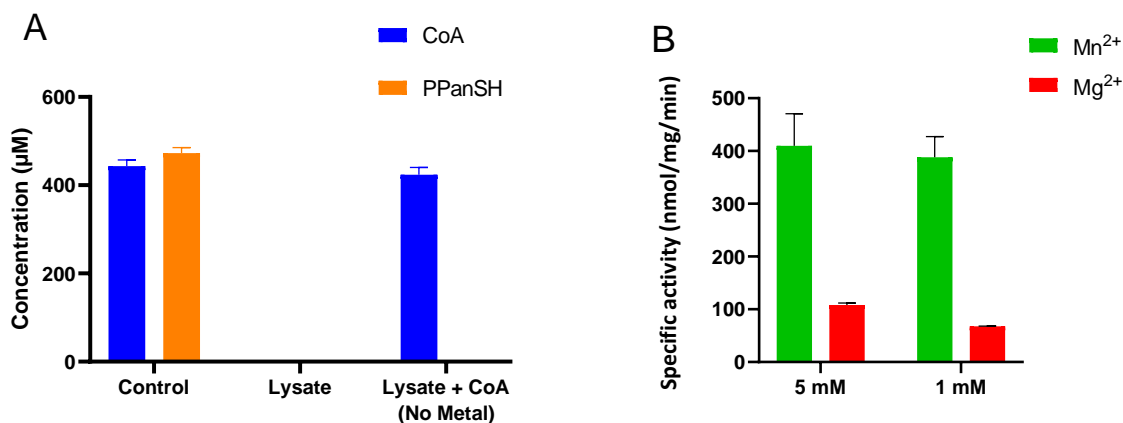 A
CoA
PPanSH
Concentration (µM)
600
400
200
0
Control
Lysate
Lysate + CoA
(No Metal)
B
Mn²⁺
Mg²⁺
Specific activity (nmol/mg/min)
500
400
300
200
100
0
5 mM
1 mM